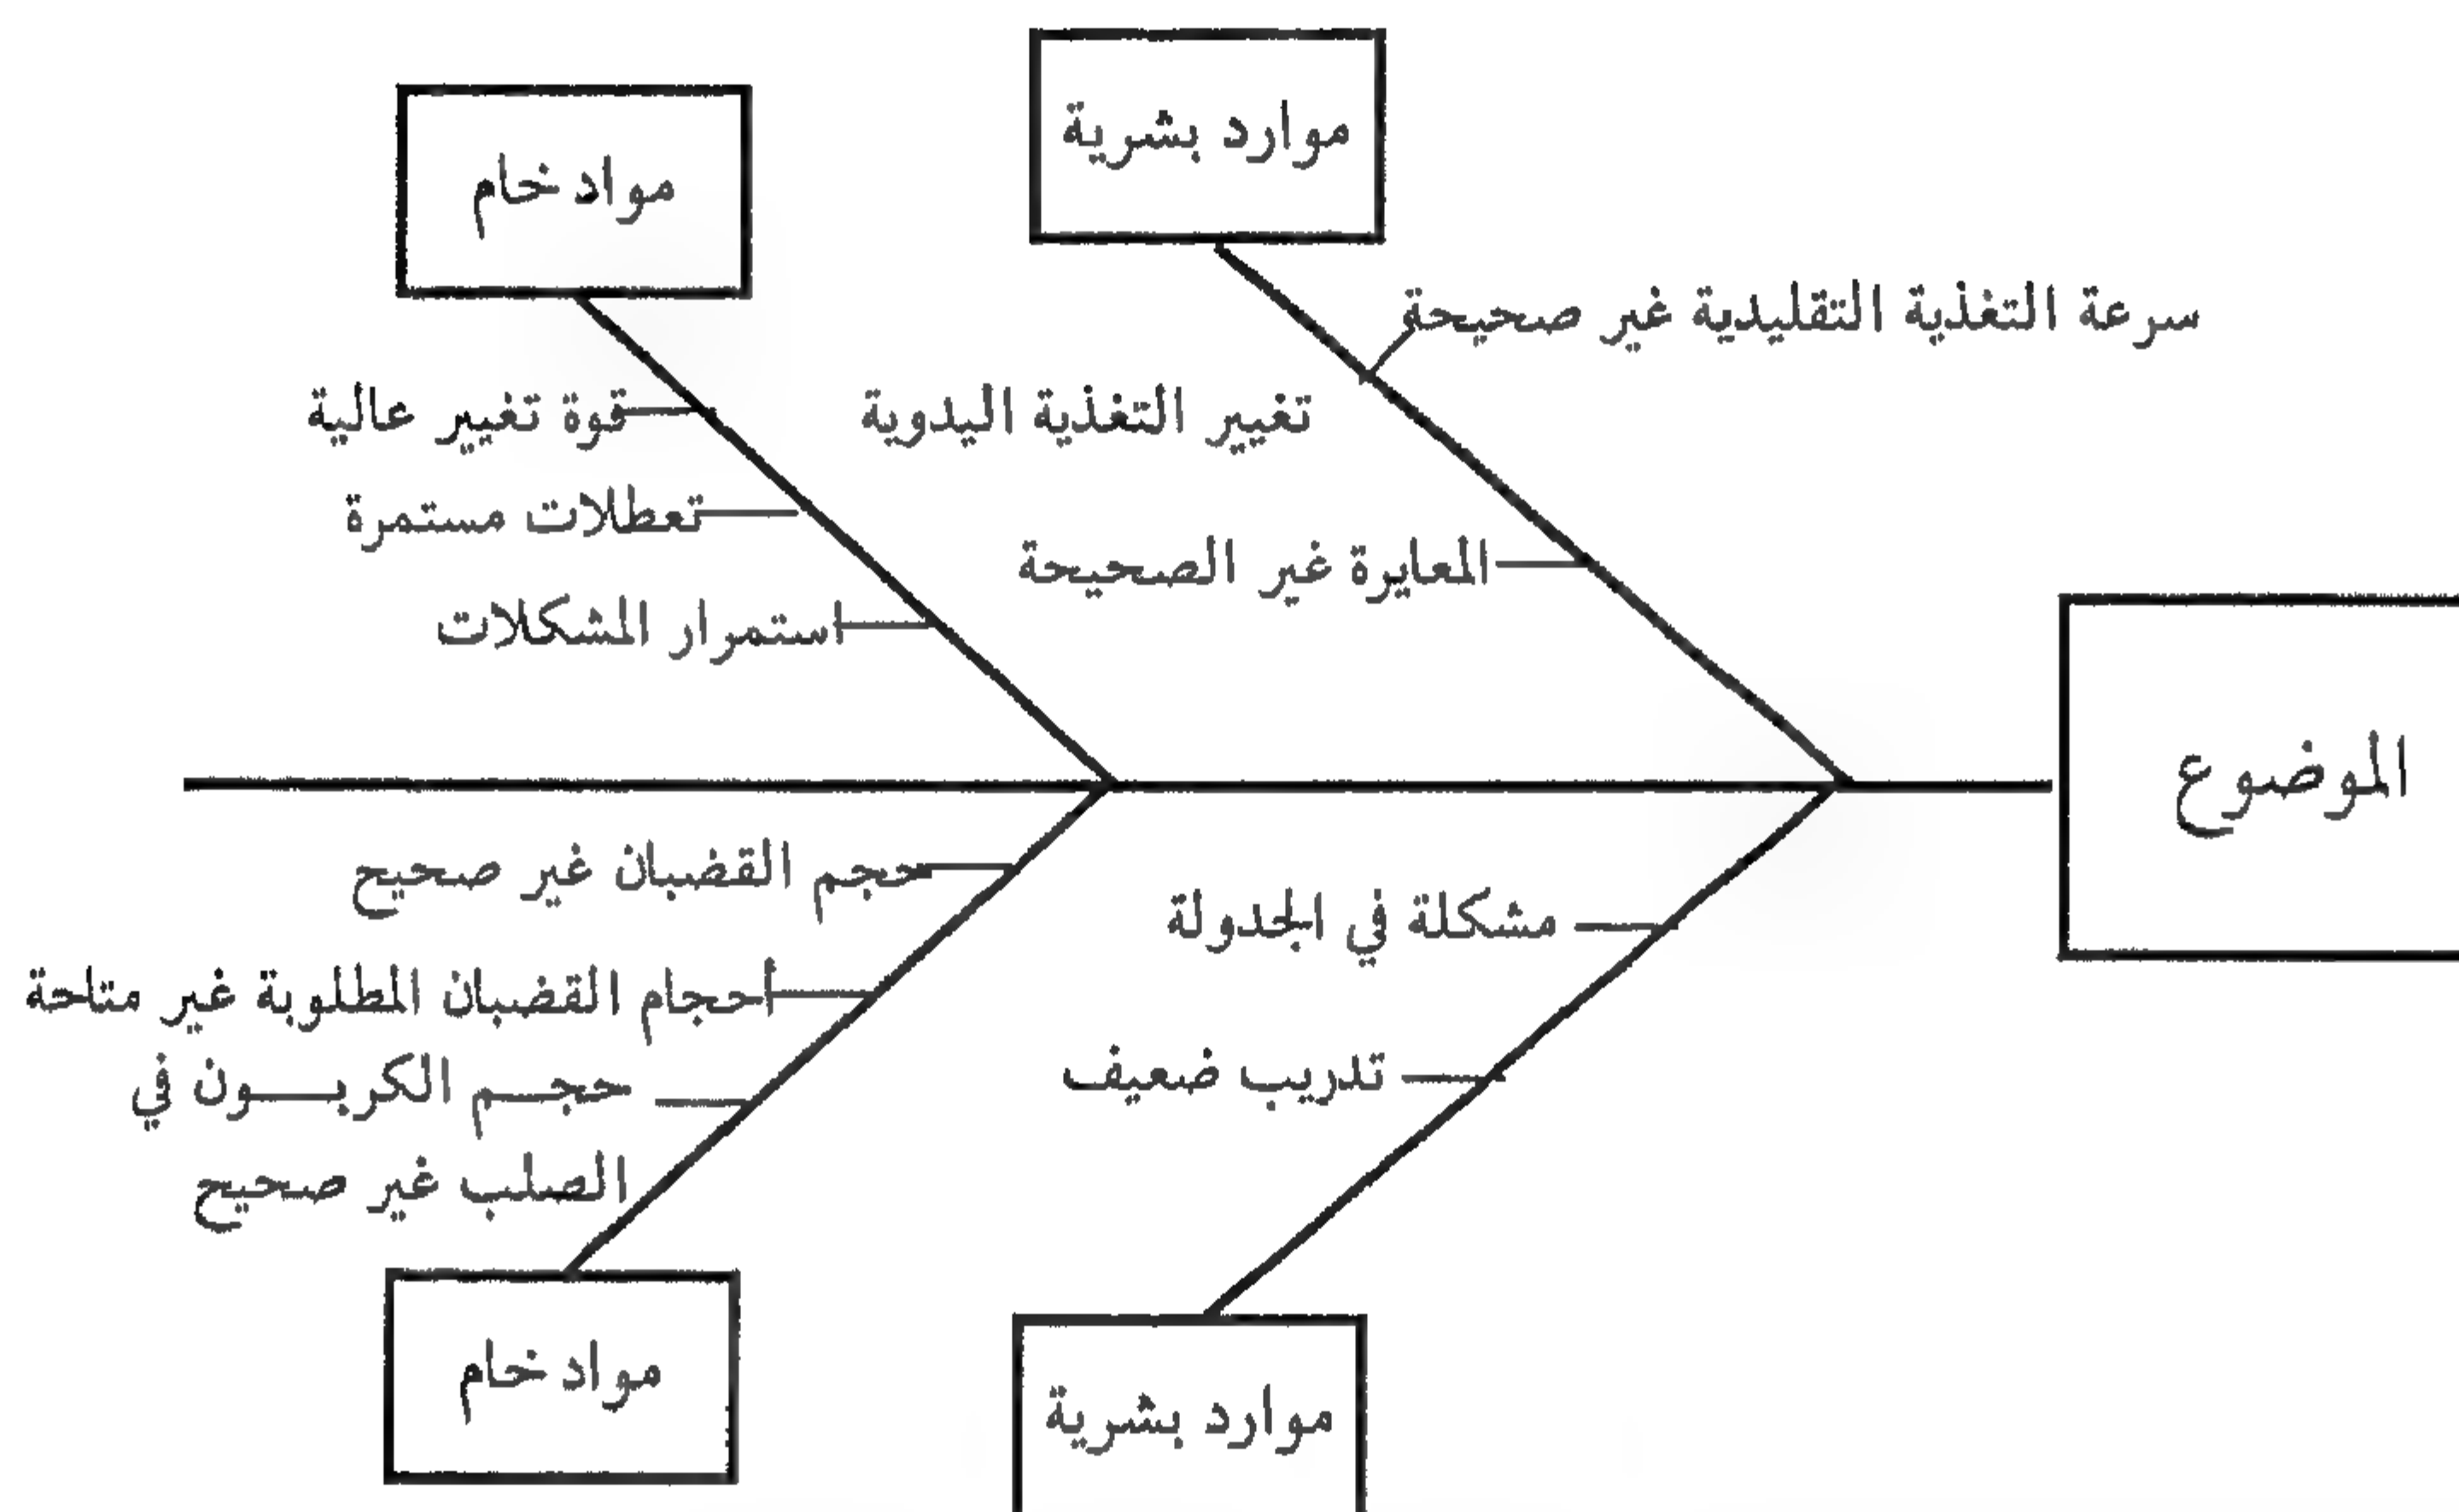 موارد بشرية
مواد خام
سرعة التغذية التقليدية غير صحيحة
تغيير التغذية اليدوية
قوة تغيير عالية
تعطلات مستمرة
المعايرة غير الصحيحة
استمرار المشكلات
الموضوع
حجم القضبان غير صحيح
مشكلة في الجدولة
أحجام القضبان المطلوبة غير متاحة
تدريب ضعيف
حجم الكربون في
الصلب غير صحيح
مواد خام
موارد بشرية